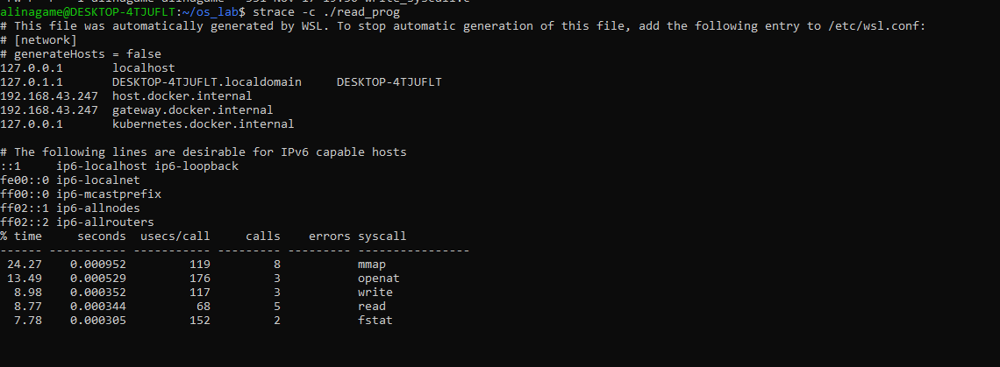 alinagame@DESKTOP-4TJUFLT:~/os_lab$ strace -c ./read_prog
# This file was automatically generated by WSL. To stop automatic generation of this file, add the following entry to /etc/wsl.conf:
# [network]
# generateHosts = false
127.0.0.1       localhost
127.0.1.1       DESKTOP-4TJUFLT.localdomain     DESKTOP-4TJUFLT
192.168.43.247  host.docker.internal
192.168.43.247  gateway.docker.internal
127.0.0.1       kubernetes.docker.internal

# The following lines are desirable for IPv6 capable hosts
::1     ip6-localhost ip6-loopback
fe00::0 ip6-localnet
ff00::0 ip6-mcastprefix
ff02::1 ip6-allnodes
ff02::2 ip6-allrouters
% time     seconds  usecs/call     calls    errors syscall
------ ----------- ----------- --------- --------- ----------------
 24.27    0.000952         119         8           mmap
 13.49    0.000529         176         3           openat
  8.98    0.000352         117         3           write
  8.77    0.000344          68         5           read
  7.78    0.000305         152         2           fstat